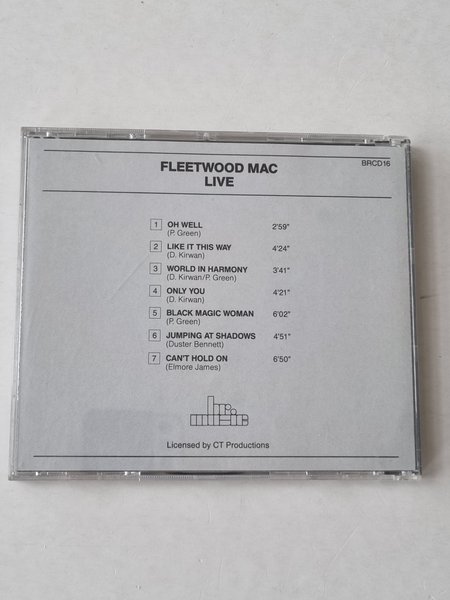 BRCD16
FLEETWOOD MAC
LIVE
1 OH WELL 2'59"
(P. Green)
2 LIKE IT THIS WAY 4'24"
(D. Kirwan)
3 WORLD IN HARMONY 3'41"
(D. Kirwan/P. Green)
4 ONLY YOU 4'21"
(D. Kirwan)
5 BLACK MAGIC WOMAN 6'02"
(P. Green)
6 JUMPING AT SHADOWS 4'51"
(Duster Bennett)
7 CAN'T HOLD ON 6'50"
(Elmore James)
br.
music
Licensed by CT Productions